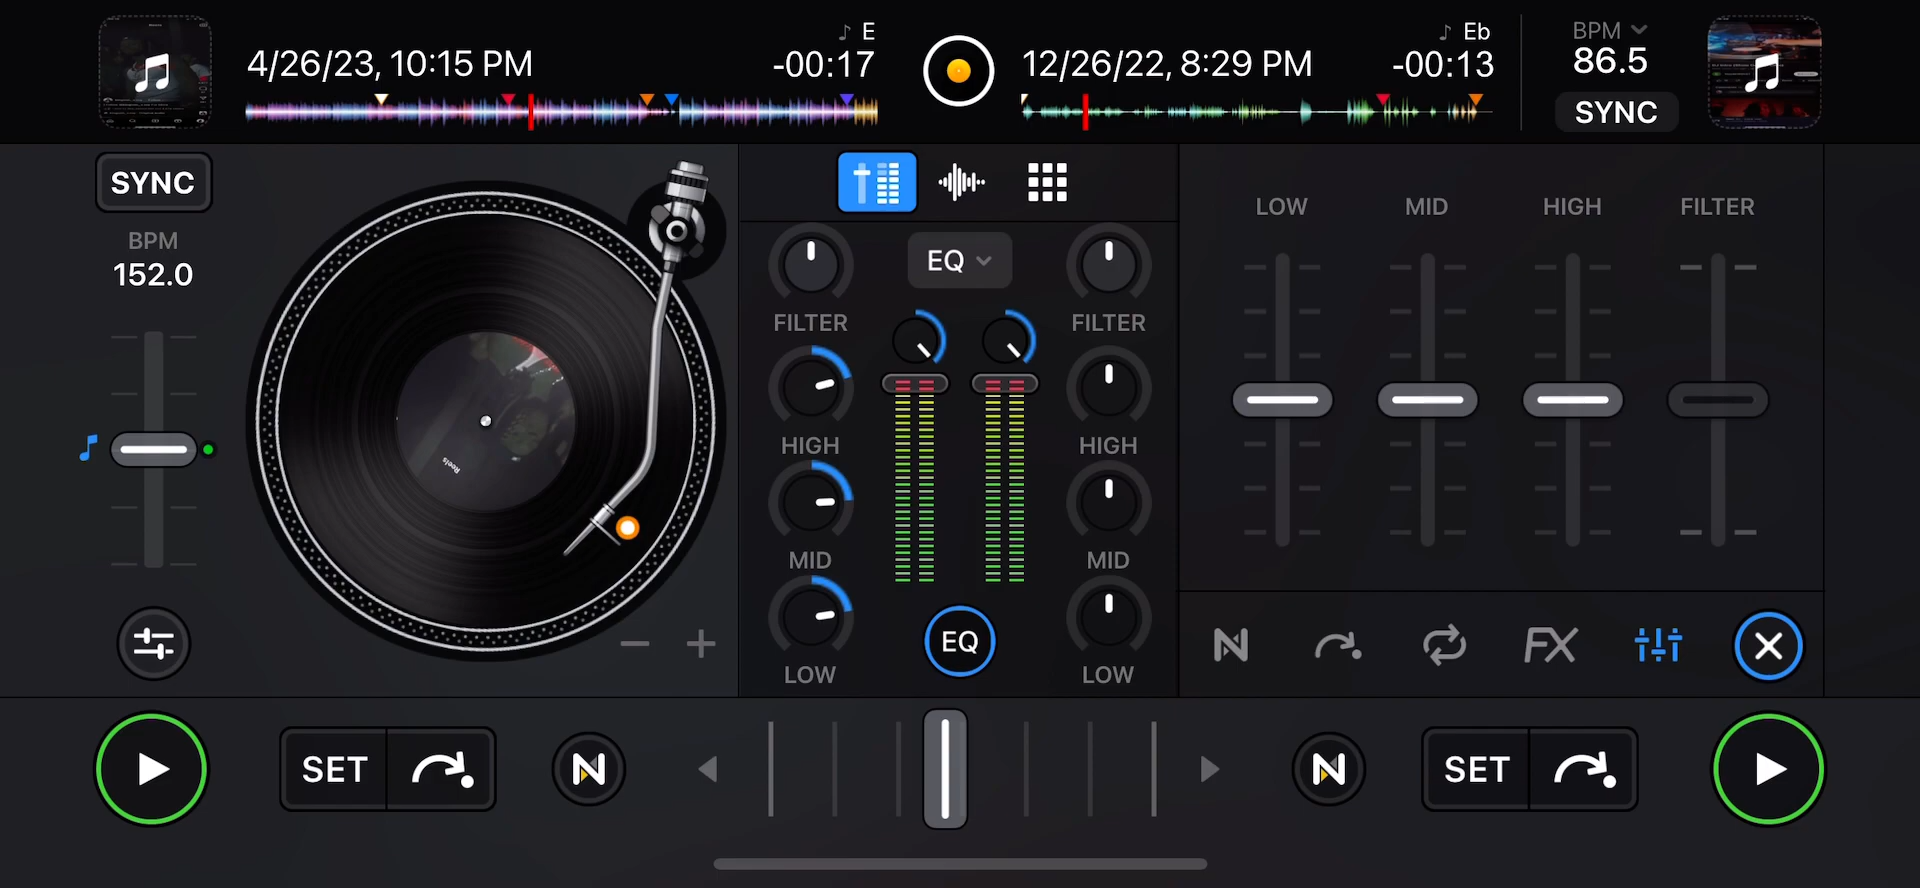 4/26/23, 10:15 PM
E
-00:17
12/26/22, 8:29 PM
Eb
-00:13
BPM
86.5
SYNC
SYNC
BPM
152.0
Reels
EQ
FILTER
HIGH
MID
LOW
EQ
FILTER
HIGH
MID
LOW
LOW MID HIGH FILTER
FX
SET
SET